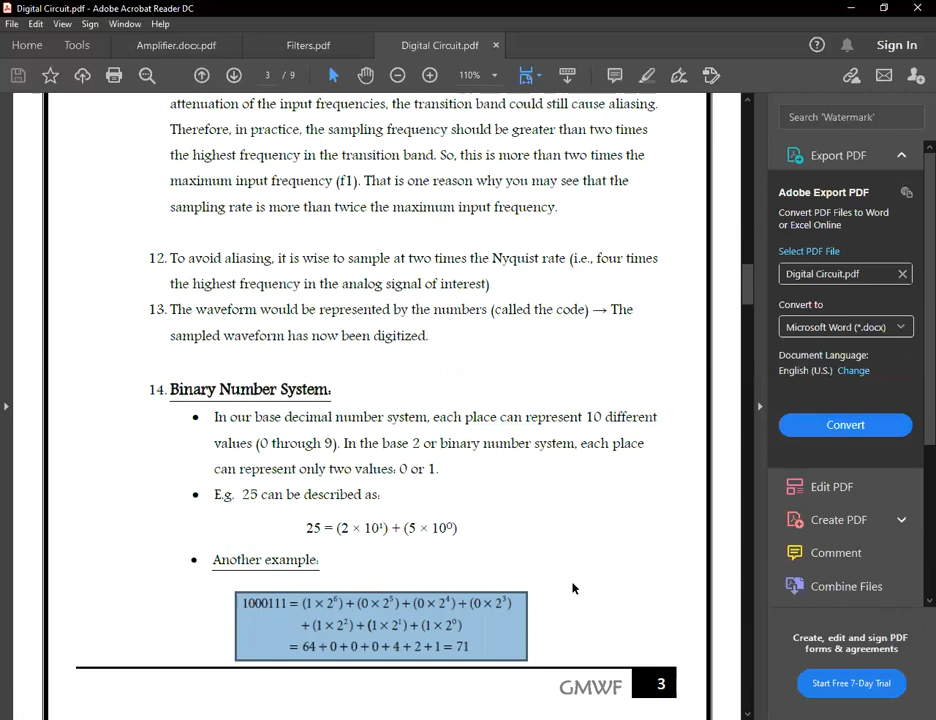 Digital Circuit.pdf - Adobe Acrobat Reader DC
File Edit View Sign Window Help
Home Tools Amplifier.docx.pdf Filters.pdf Digital Circuit.pdf × Sign In
3 / 9 110%
attenuation of the input frequencies, the transition band could still cause aliasing.
Therefore, in practice, the sampling frequency should be greater than two times
the highest frequency in the transition band. So, this is more than two times the
maximum input frequency (f1). That is one reason why you may see that the
sampling rate is more than twice the maximum input frequency.
12. To avoid aliasing, it is wise to sample at two times the Nyquist rate (i.e., four times
the highest frequency in the analog signal of interest)
13. The waveform would be represented by the numbers (called the code) → The
sampled waveform has now been digitized.
14. Binary Number System:
• In our base decimal number system, each place can represent 10 different
values (0 through 9). In the base 2 or binary number system, each place
can represent only two values: 0 or 1.
• E.g. 25 can be described as:
25 = (2 × 10¹) + (5 × 10⁰)
• Another example:
1000111 = (1 × 2⁶) + (0 × 2⁵) + (0 × 2⁴) + (0 × 2³)
+ (1 × 2²) + (1 × 2¹) + (1 × 2⁰)
= 64 + 0 + 0 + 0 + 4 + 2 + 1 = 71
GMWF 3
Search 'Watermark'
Export PDF
Adobe Export PDF
Convert PDF Files to Word
or Excel Online
Select PDF File
Digital Circuit.pdf
Convert to
Microsoft Word (*.docx)
Document Language:
English (U.S.) Change
Convert
Edit PDF
Create PDF
Comment
Combine Files
Create, edit and sign PDF
forms & agreements
Start Free 7-Day Trial